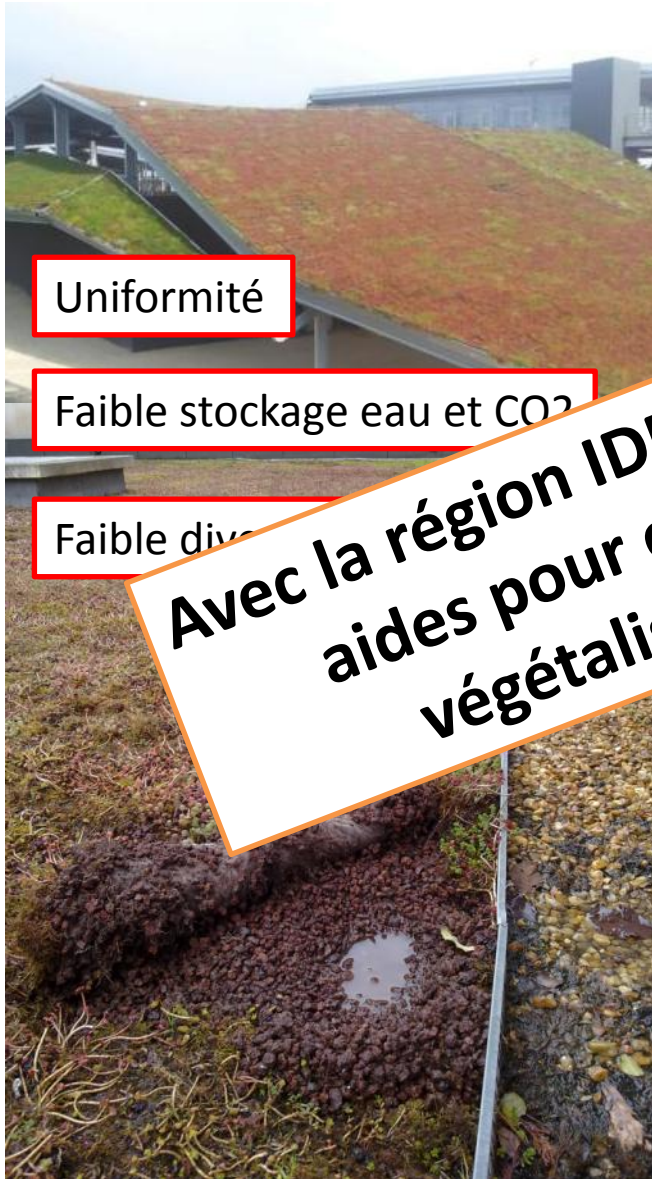 Uniformité
Faible stockage eau et CO2
Faible
Avec la région
aides pour